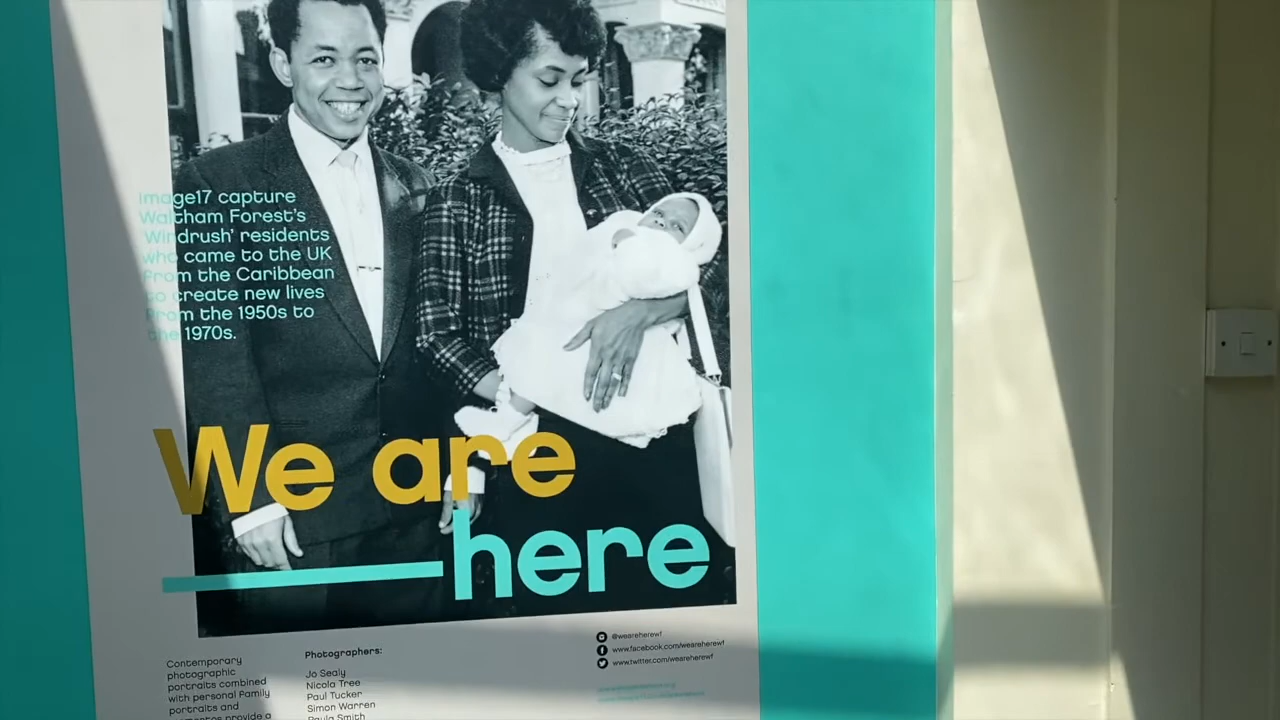 image17 capture
Waltham Forest's
'Windrush' residents
who came to the UK
from the Caribbean
to create new lives
from the 1950s to
the 1970s.
We are
here
Contemporary
photographic
portraits combined
with personal family
portraits and
mementos provide a
Photographers:
Jo Sealy
Nicola Tree
Paul Tucker
Simon Warren
Paula Smith
@weareherewf
www.facebook.com/weareherewf
www.twitter.com/weareherewf